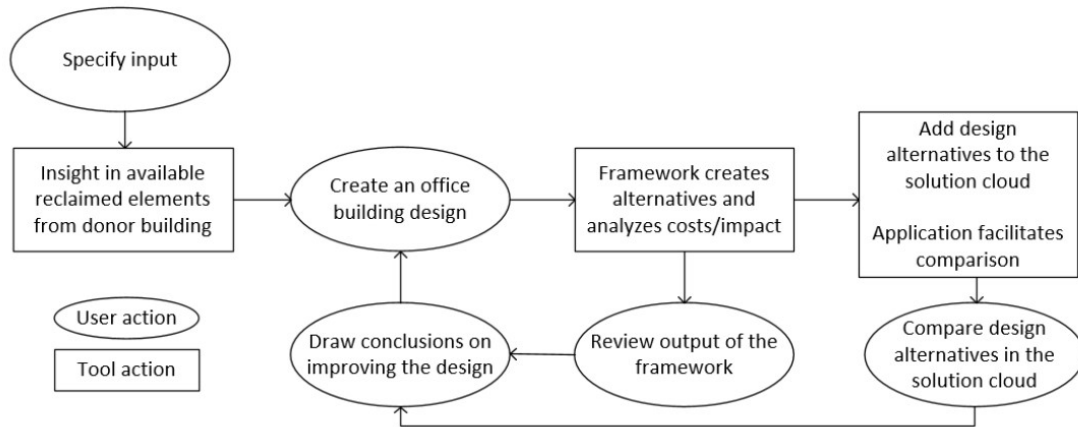 Specify input
Insight in available
reclaimed elements
from donor building
Create an office
building design
Framework creates
alternatives and
analyzes costs/impact
Add design
alternatives to the
solution cloud
Application facilitates
comparison
User action
Tool action
Draw conclusions on
improving the design
Review output of the
framework
Compare design
alternatives in the
solution cloud